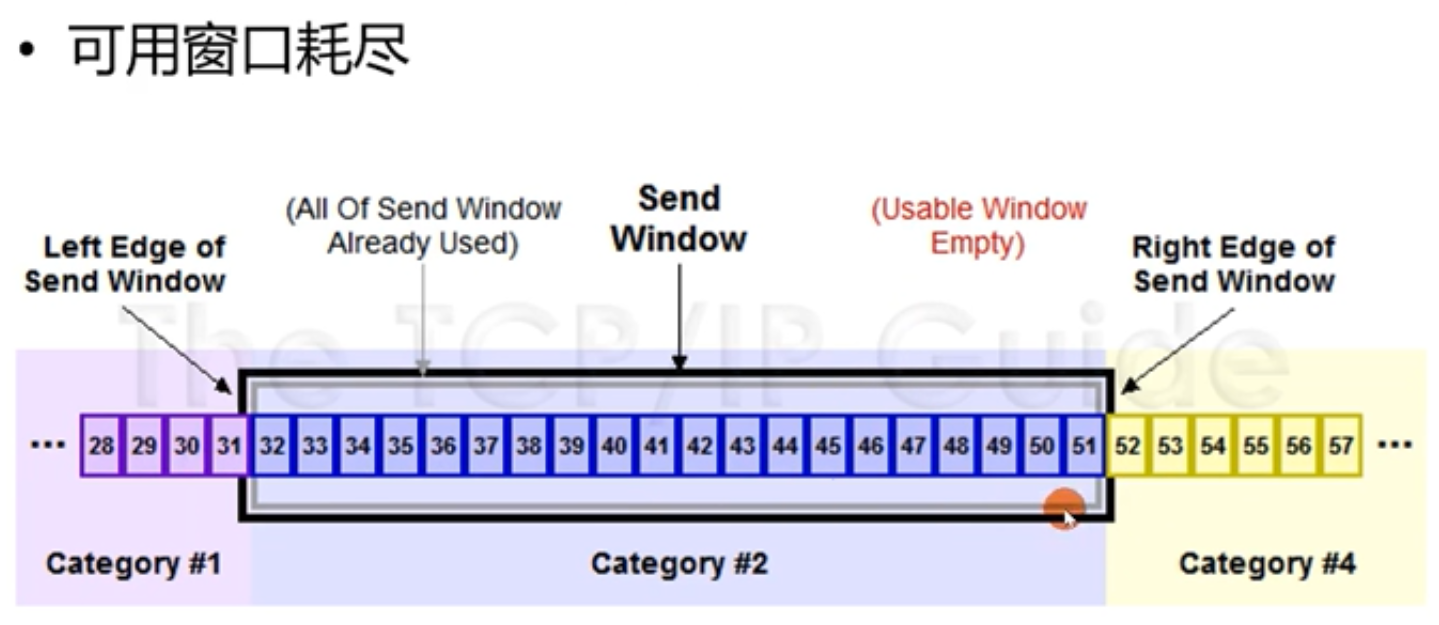 • 可用窗口耗尽
(All Of Send Window
Already Used)
Send
Window
(Usable Window
Empty)
Left Edge of
Send Window
Right Edge of
Send Window
The TCP/IP Guide
... 28 29 30 31 32 33 34 35 36 37 38 39 40 41 42 43 44 45 46 47 48 49 50 51 52 53 54 55 56 57 ...
Category #1
Category #2
Category #4